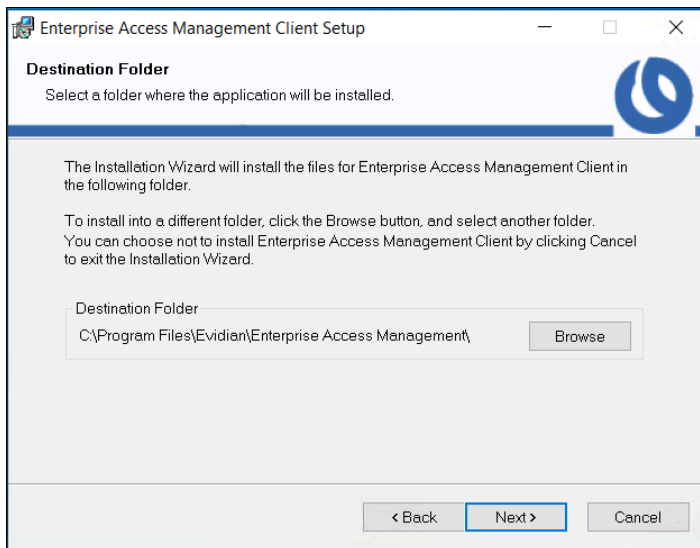 Enterprise Access Management Client Setup
Destination Folder
Select a folder where the application will be installed.
The Installation Wizard will install the files for Enterprise Access Management Client in
the following folder.
To install into a different folder, click the Browse button, and select another folder.
You can choose not to install Enterprise Access Management Client by clicking Cancel
to exit the Installation Wizard.
Destination Folder
C:\Program Files\Evidian\Enterprise Access Management\
Browse
< Back
Next >
Cancel